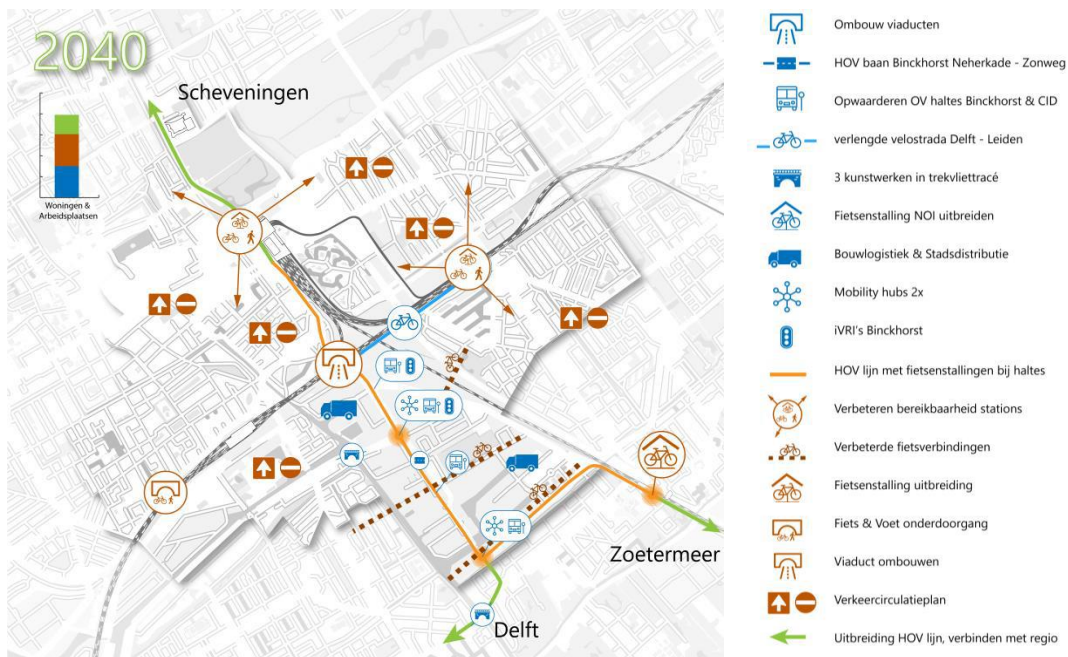 2040
Scheveningen
Woningen &
Arbeidsplaatsen
Zoetermeer
Delft
Ombouw viaducten
HOV baan Binckhorst Neherkade - Zonweg
Opwaarderen OV haltes Binckhorst & CID
verlengde velostrada Delft - Leiden
3 kunstwerken in trekvliettracé
Fietsenstalling NOI uitbreiden
Bouwlogistiek & Stadsdistributie
Mobility hubs 2x
iVRI's Binckhorst
HOV lijn met fietsenstallingen bij haltes
Verbeteren bereikbaarheid stations
Verbeterde fietsverbindingen
Fietsenstalling uitbreiding
Fiets & Voet onderdoorgang
Viaduct ombouwen
Verkeercirculatieplan
Uitbreiding HOV lijn, verbinden met regio